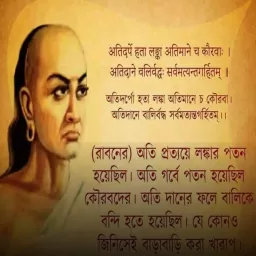 अतिदर्पे हता लङ्का अतिमाने च कौरवाः ।
अतिदाने बलिर्बद्धः सर्वमत्यन्तगर्हितम् ॥
অতিদর্পে হতা লঙ্কা অতিমানে চ কৌরবাঃ।
অতিদানে বলির্বদ্ধ সর্বমত্যন্তগর্হিতম্।।
(রাবনের) অতি প্রত্যয়ে লঙ্কার পতন
হয়েছিল। অতি গর্বে পতন হয়েছিল
কৌরবদের। অতি দানের ফলে বালিকে
বন্দি হতে হয়েছিল। যে কোনও
জিনিসেই বাড়াবাড়ি করা খারাপ।